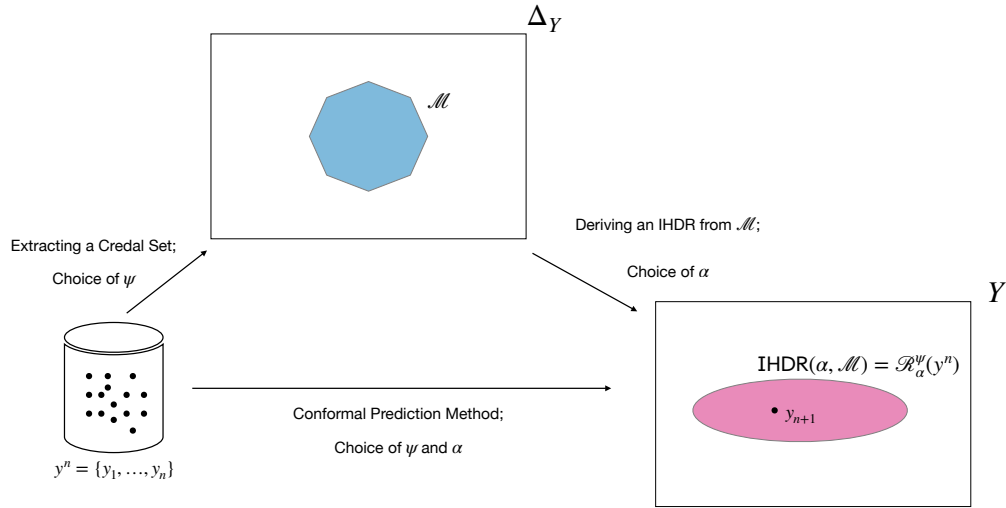 Δ_Y
ℳ
Extracting a Credal Set;
Choice of ψ
Deriving an IHDR from ℳ;
Choice of α
Y
IHDR(α, ℳ) = ℛ_α^ψ(y^n)
y_{n+1}
Conformal Prediction Method;
Choice of ψ and α
y^n = {y_1, …, y_n}